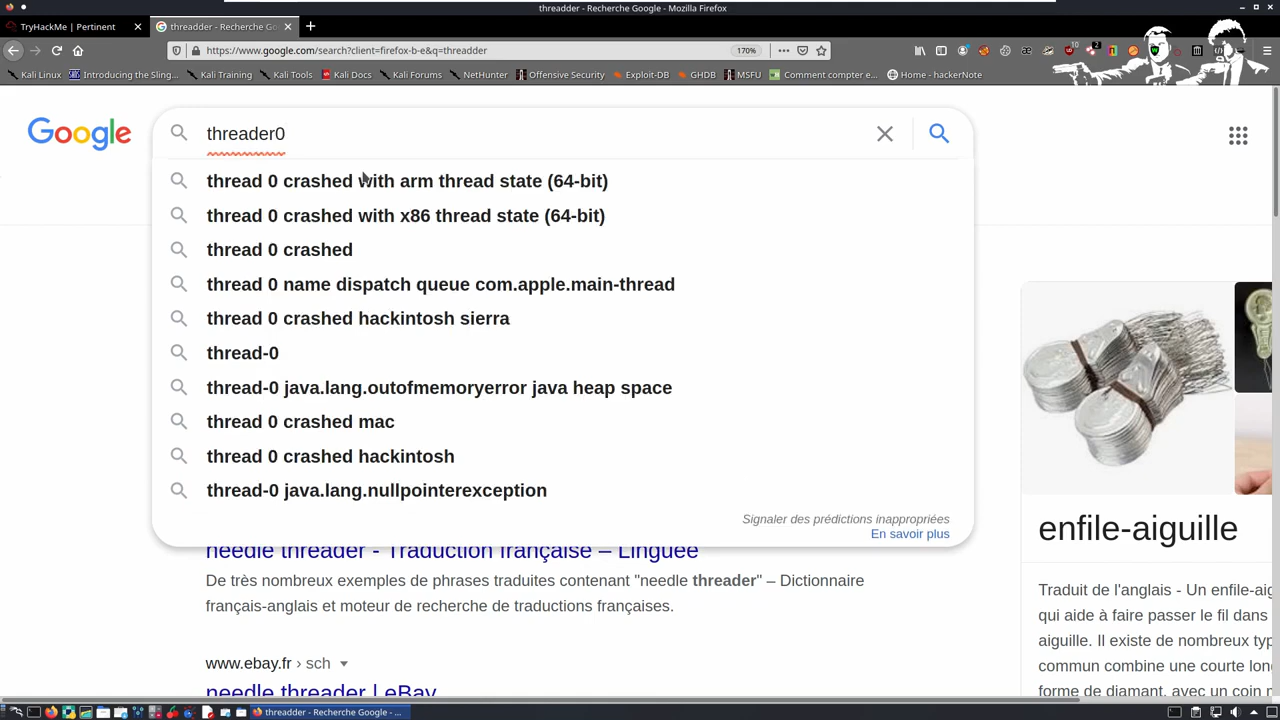 threadder - Recherche Google - Mozilla Firefox
TryHackMe | Pertinent
threadder - Recherche Go
https://www.google.com/search?client=firefox-b-e&q=threadder
170%
Kali Linux
Introducing the Sling...
Kali Training
Kali Tools
Kali Docs
Kali Forums
NetHunter
Offensive Security
Exploit-DB
GHDB
MSFU
Comment compter e...
Home - hackerNote
Google
threader0
thread 0 crashed with arm thread state (64-bit)
thread 0 crashed with x86 thread state (64-bit)
thread 0 crashed
thread 0 name dispatch queue com.apple.main-thread
thread 0 crashed hackintosh sierra
thread-0
thread-0 java.lang.outofmemoryerror java heap space
thread 0 crashed mac
thread 0 crashed hackintosh
thread-0 java.lang.nullpointerexception
Signaler des prédictions inappropriées
En savoir plus
needle threader - Traduction française – Linguee
De très nombreux exemples de phrases traduites contenant "needle threader" – Dictionnaire
français-anglais et moteur de recherche de traductions françaises.
www.ebay.fr › sch
needle threader | eBay
enfile-aiguille
Traduit de l'anglais - Un enfile-aig
qui aide à faire passer le fil dans
aiguille. Il existe de nombreux typ
commun combine une courte lon
forme de diamant, avec un coin m
threadder - Recherche Google - ...